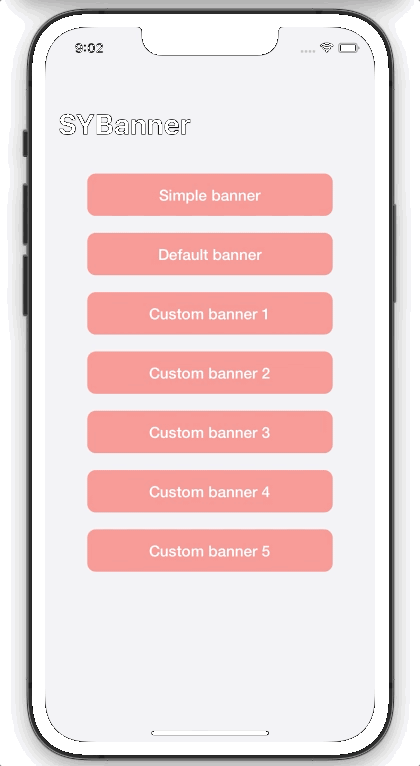 9:02
SYBanner
Simple banner
Default banner
Custom banner 1
Custom banner 2
Custom banner 3
Custom banner 4
Custom banner 5